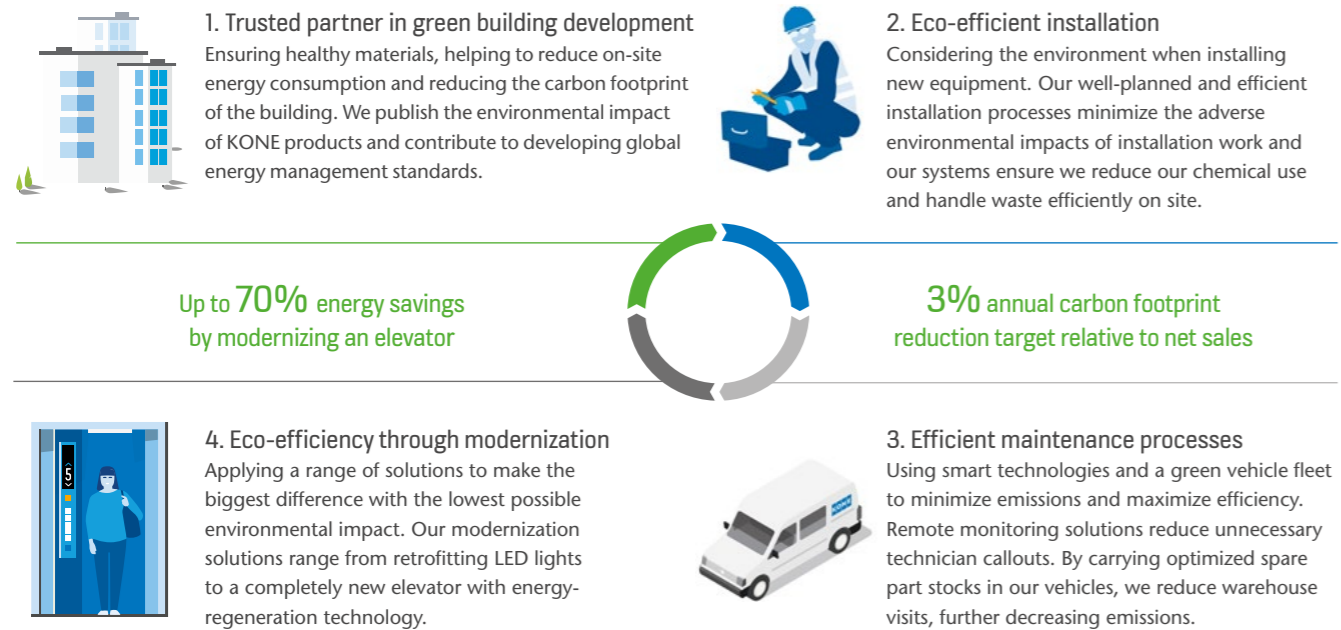 1. Trusted partner in green building development
Ensuring healthy materials, helping to reduce on-site
energy consumption and reducing the carbon footprint
of the building. We publish the environmental impact
of KONE products and contribute to developing global
energy management standards.
2. Eco-efficient installation
Considering the environment when installing
new equipment. Our well-planned and efficient
installation processes minimize the adverse
environmental impacts of installation work and
our systems ensure we reduce our chemical use
and handle waste efficiently on site.
Up to 70% energy savings
by modernizing an elevator
3% annual carbon footprint
reduction target relative to net sales
5
4. Eco-efficiency through modernization
Applying a range of solutions to make the
biggest difference with the lowest possible
environmental impact. Our modernization
solutions range from retrofitting LED lights
to a completely new elevator with energy-
regeneration technology.
KONE
3. Efficient maintenance processes
Using smart technologies and a green vehicle fleet
to minimize emissions and maximize efficiency.
Remote monitoring solutions reduce unnecessary
technician callouts. By carrying optimized spare
part stocks in our vehicles, we reduce warehouse
visits, further decreasing emissions.